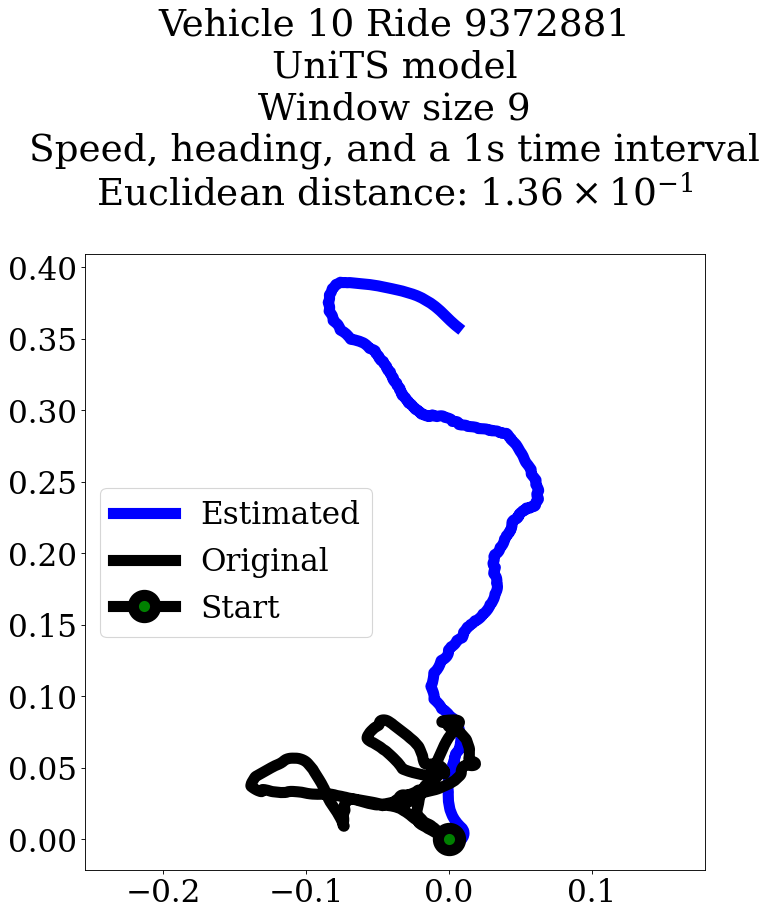 Vehicle 10 Ride 9372881
UniTS model
Window size 9
Speed, heading, and a 1s time interval
Euclidean distance: 1.36 × 10⁻¹
0.40
0.35
0.30
0.25
0.20
0.15
0.10
0.05
0.00
Estimated
Original
Start
−0.2
−0.1
0.0
0.1